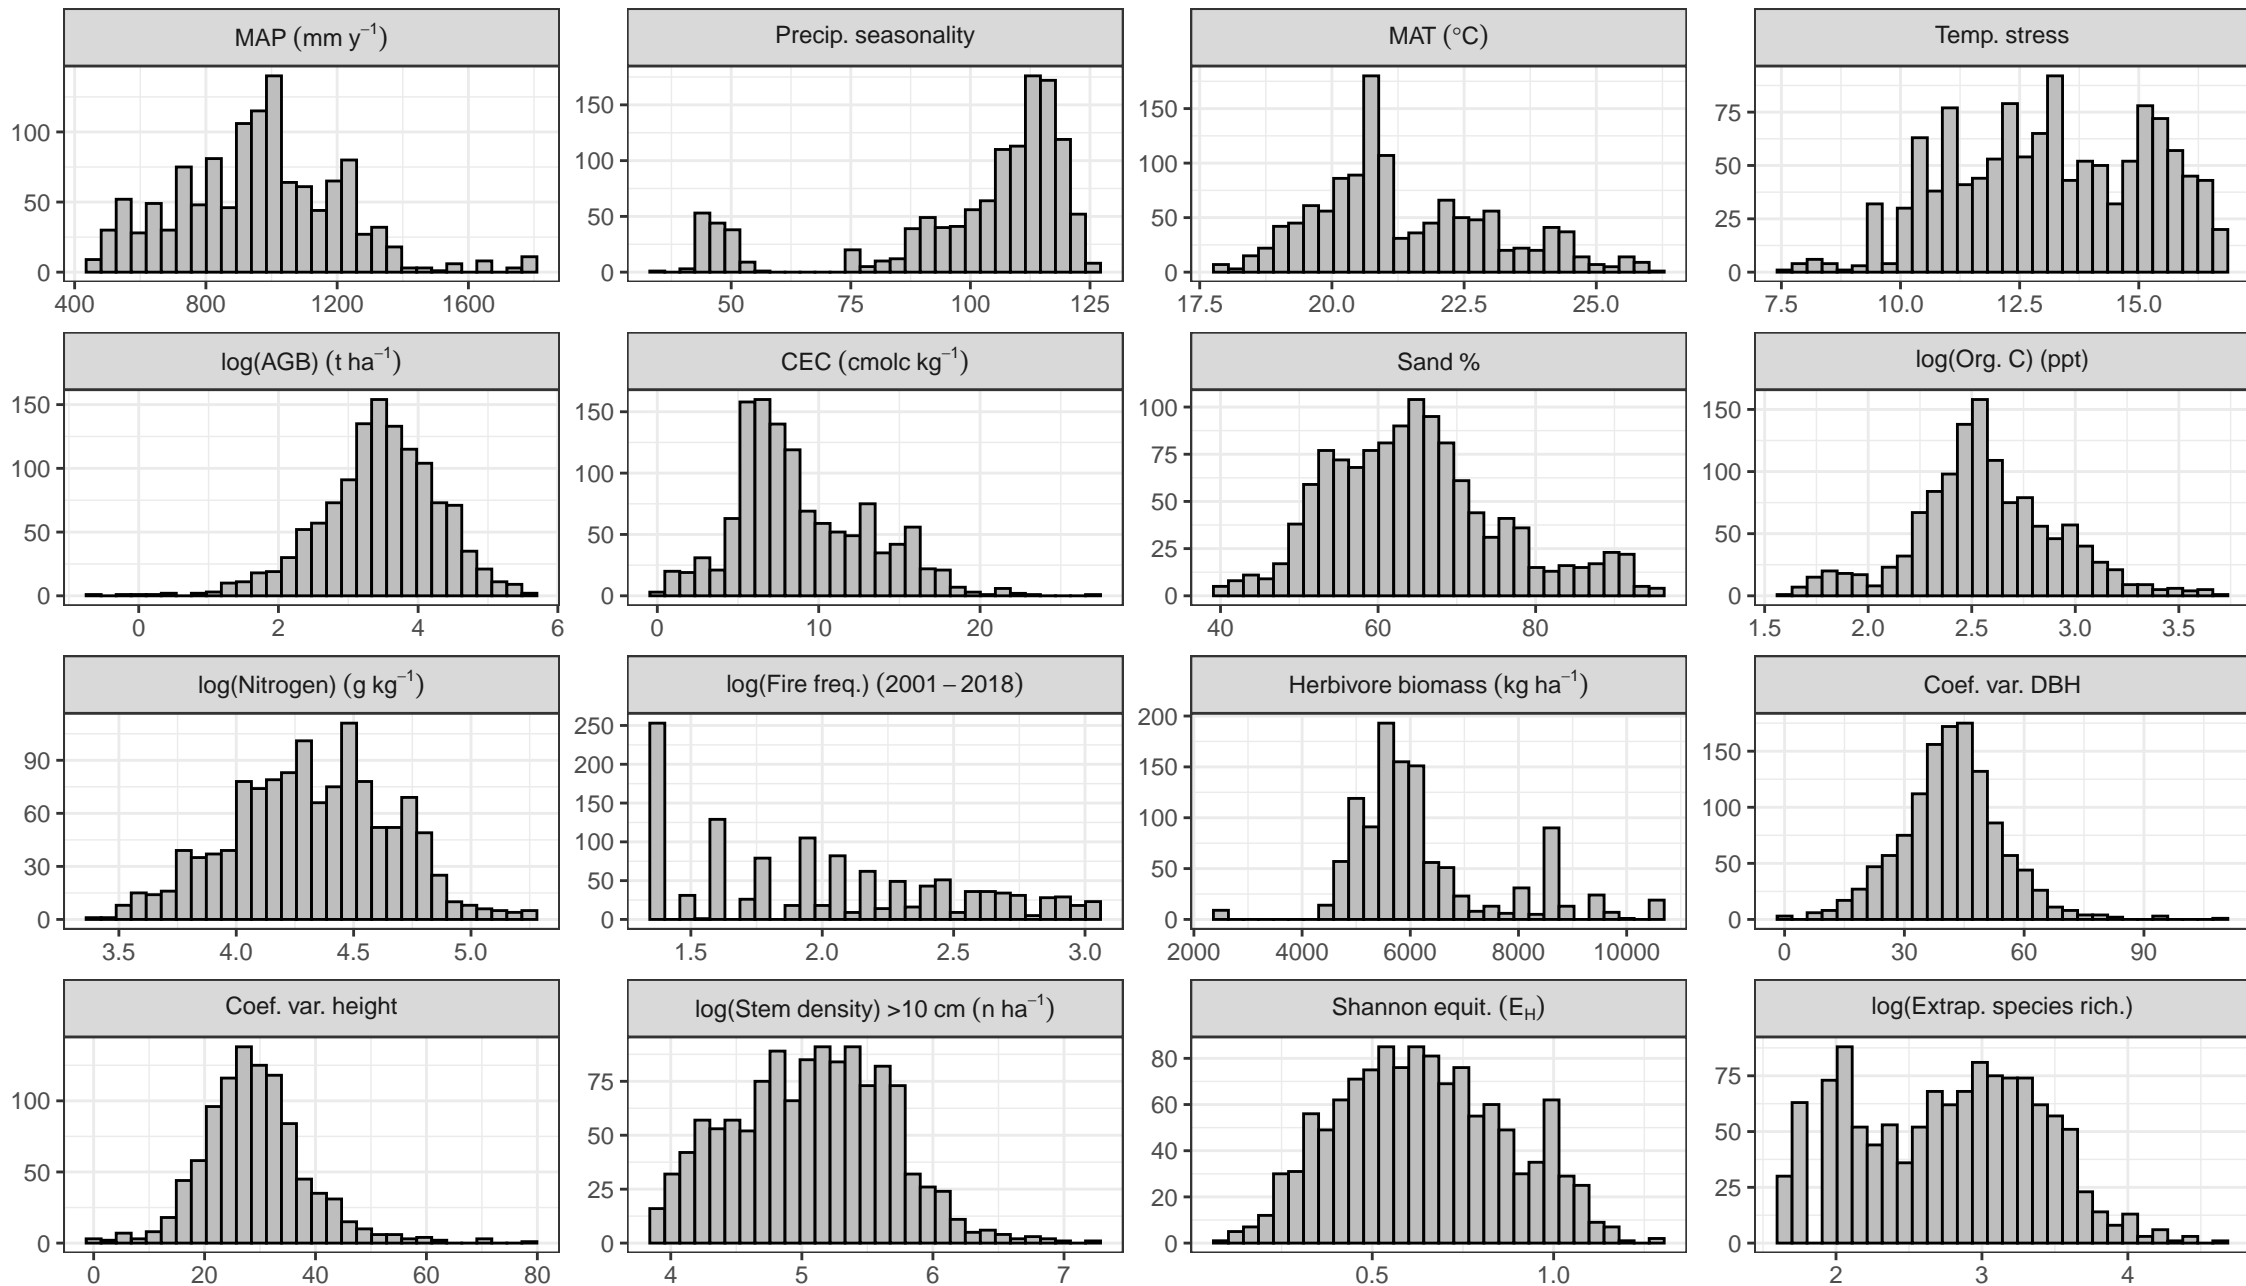 MAP (mm y⁻¹)
Precip. seasonality
MAT (°C)
Temp. stress
0 50 100
400 800 1200 1600
0 50 100 150
50 75 100 125
0 50 100 150
17.5 20.0 22.5 25.0
0 25 50 75
7.5 10.0 12.5 15.0
log(AGB) (t ha⁻¹)
CEC (cmolc kg⁻¹)
Sand %
log(Org. C) (ppt)
0 50 100 150
0 2 4 6
0 50 100 150
0 10 20
0 25 50 75 100
40 60 80
0 50 100 150
1.5 2.0 2.5 3.0 3.5
log(Nitrogen) (g kg⁻¹)
log(Fire freq.) (2001 – 2018)
Herbivore biomass (kg ha⁻¹)
Coef. var. DBH
0 30 60 90
3.5 4.0 4.5 5.0
0 50 100 150 200 250
1.5 2.0 2.5 3.0
0 50 100 150 200
2000 4000 6000 8000 10000
0 50 100 150
0 30 60 90
Coef. var. height
log(Stem density) >10 cm (n ha⁻¹)
Shannon equit. (E_H)
log(Extrap. species rich.)
0 50 100
0 20 40 60 80
0 25 50 75
4 5 6 7
0 20 40 60 80
0.5 1.0
0 25 50 75
2 3 4